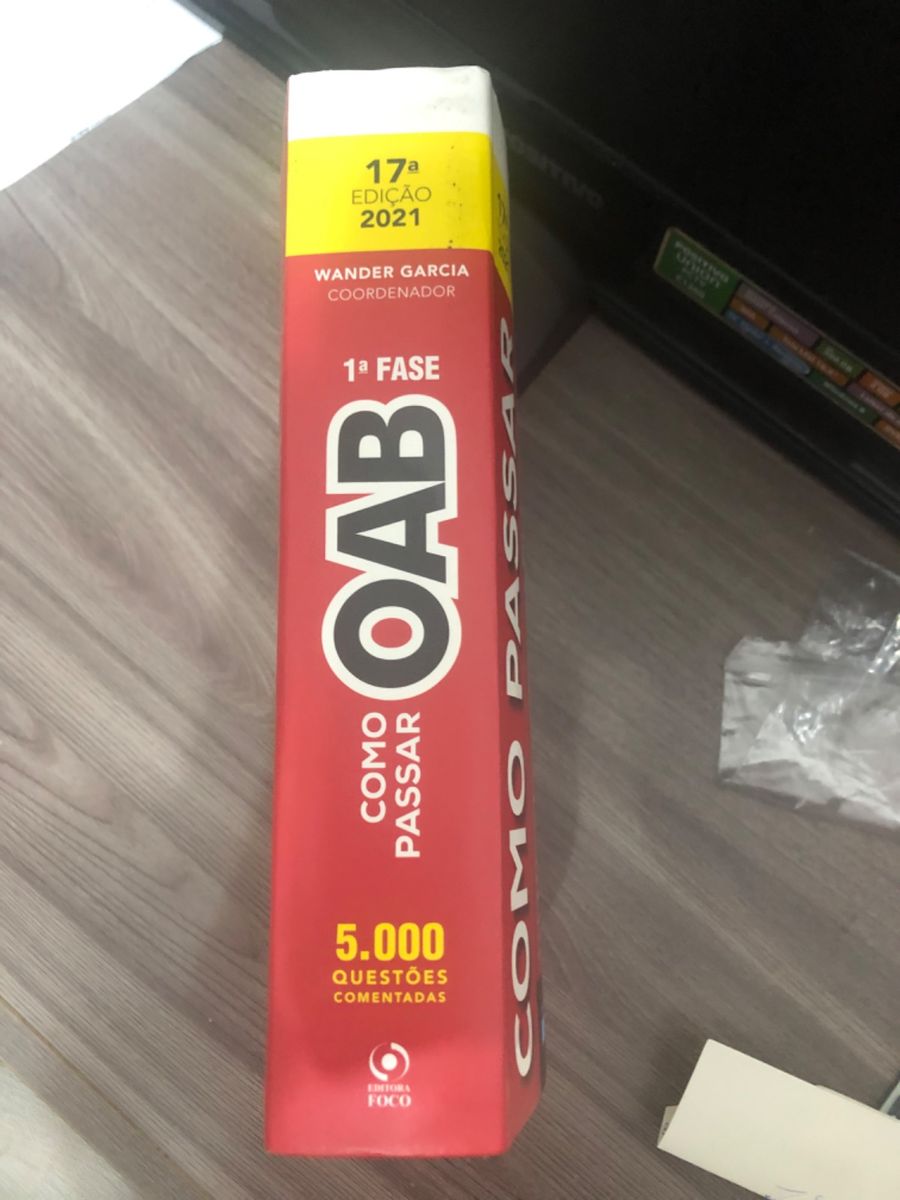 17ª
EDIÇÃO
2021
WANDER GARCIA
COORDENADOR
1ª FASE
COMO
PASSAR
OAB
5.000
QUESTÕES
COMENTADAS
EDITORA
FOCO
COMO PASSAR
POSITIVO